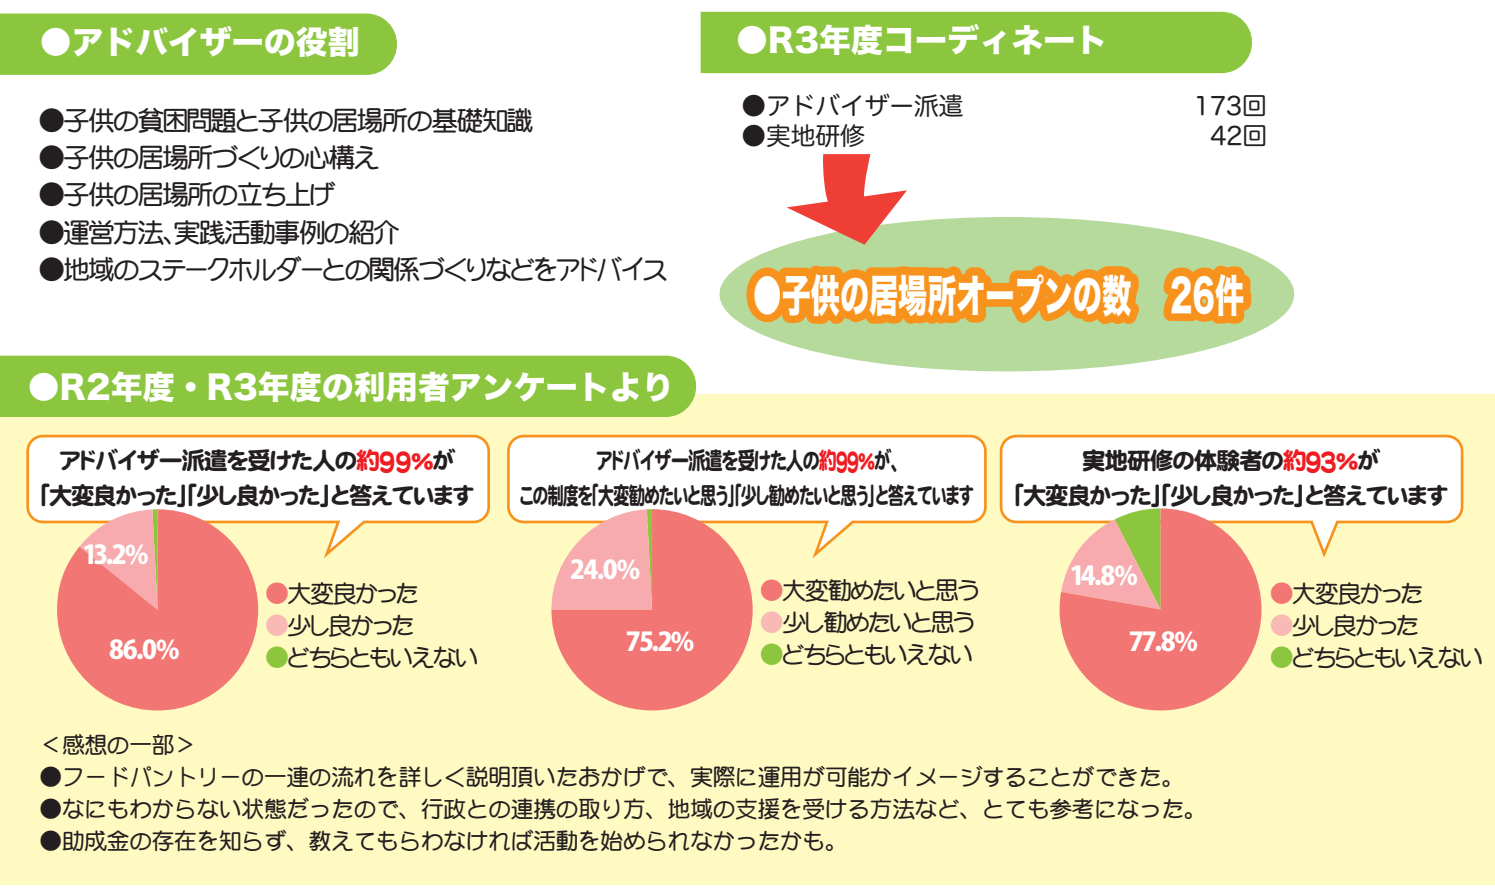 ●アドバイザーの役割
●子供の貧困問題と子供の居場所の基礎知識
●子供の居場所づくりの心構え
●子供の居場所の立ち上げ
●運営方法、実践活動事例の紹介
●地域のステークホルダーとの関係づくりなどをアドバイス
●R3年度コーディネート
●アドバイザー派遣 173回
●実地研修 42回
●子供の居場所オープンの数 26件
●R2年度・R3年度の利用者アンケートより
アドバイザー派遣を受けた人の約99%が
「大変良かった」「少し良かった」と答えています
13.2%
86.0%
●大変良かった
●少し良かった
●どちらともいえない
アドバイザー派遣を受けた人の約99%が、
この制度を「大変勧めたいと思う」「少し勧めたいと思う」と答えています
24.0%
75.2%
●大変勧めたいと思う
●少し勧めたいと思う
●どちらともいえない
実地研修の体験者の約93%が
「大変良かった」「少し良かった」と答えています
14.8%
77.8%
●大変良かった
●少し良かった
●どちらともいえない
＜感想の一部＞
●フードパントリーの一連の流れを詳しく説明頂いたおかげで、実際に運用が可能かイメージすることができた。
●なにもわからない状態だったので、行政との連携の取り方、地域の支援を受ける方法など、とても参考になった。
●助成金の存在を知らず、教えてもらわなければ活動を始められなかったかも。